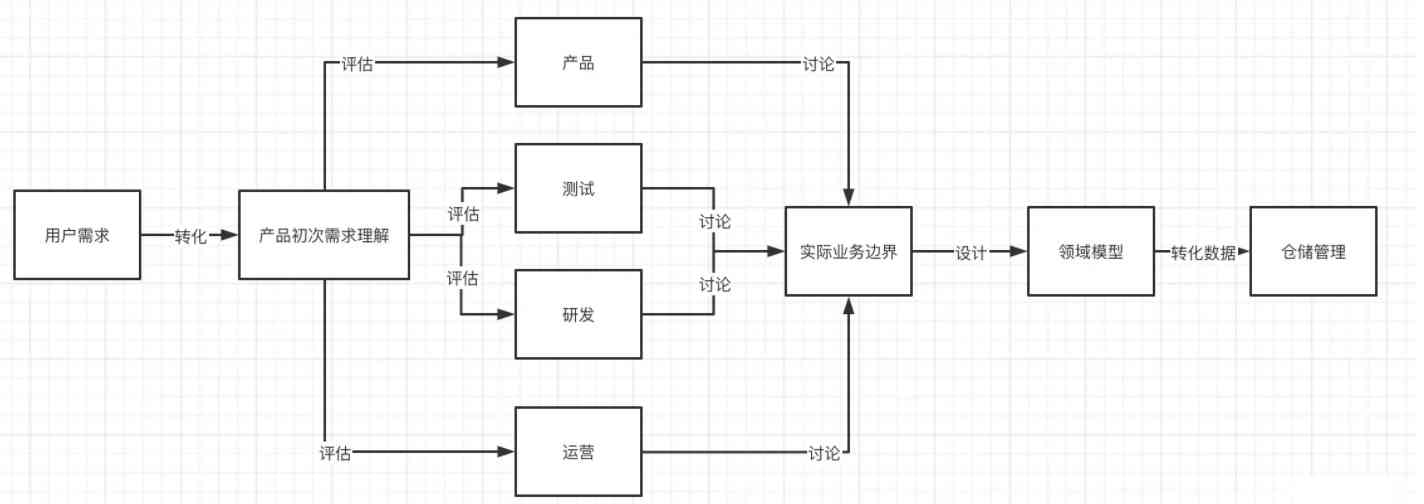 用户需求
转化
产品初次需求理解
评估
产品
讨论
评估
测试
讨论
评估
研发
讨论
评估
运营
讨论
实际业务边界
设计
领域模型
转化数据
仓储管理